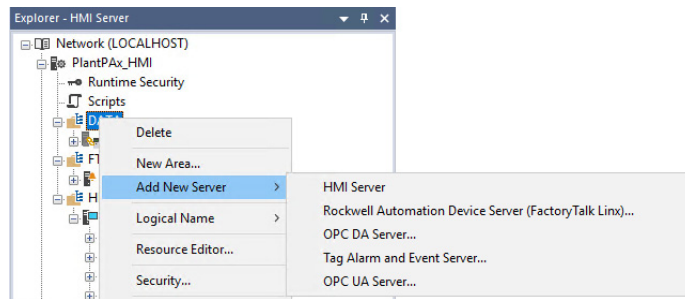 Explorer - HMI Server
Network (LOCALHOST)
PlantPAx_HMI
Runtime Security
Scripts
Delete
New Area...
Add New Server
Logical Name
Resource Editor...
Security...
HMI Server
Rockwell Automation Device Server (FactoryTalk Linx)...
OPC DA Server...
Tag Alarm and Event Server...
OPC UA Server...